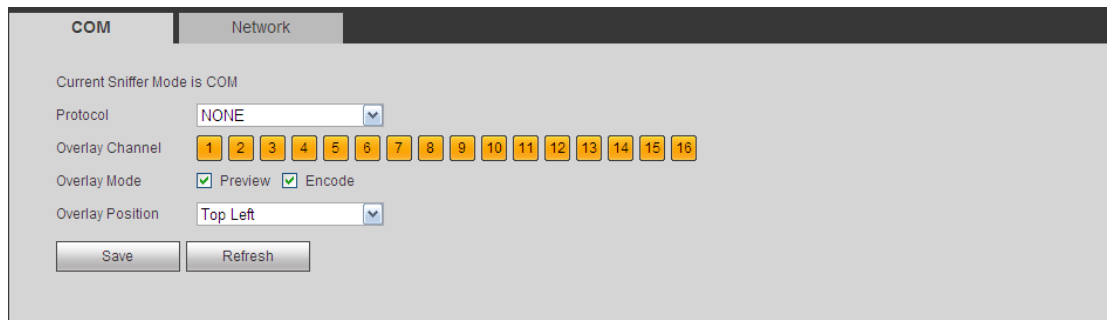 COM Network
Current Sniffer Mode is COM
Protocol NONE
Overlay Channel 1 2 3 4 5 6 7 8 9 10 11 12 13 14 15 16
Overlay Mode Preview Encode
Overlay Position Top Left
Save Refresh